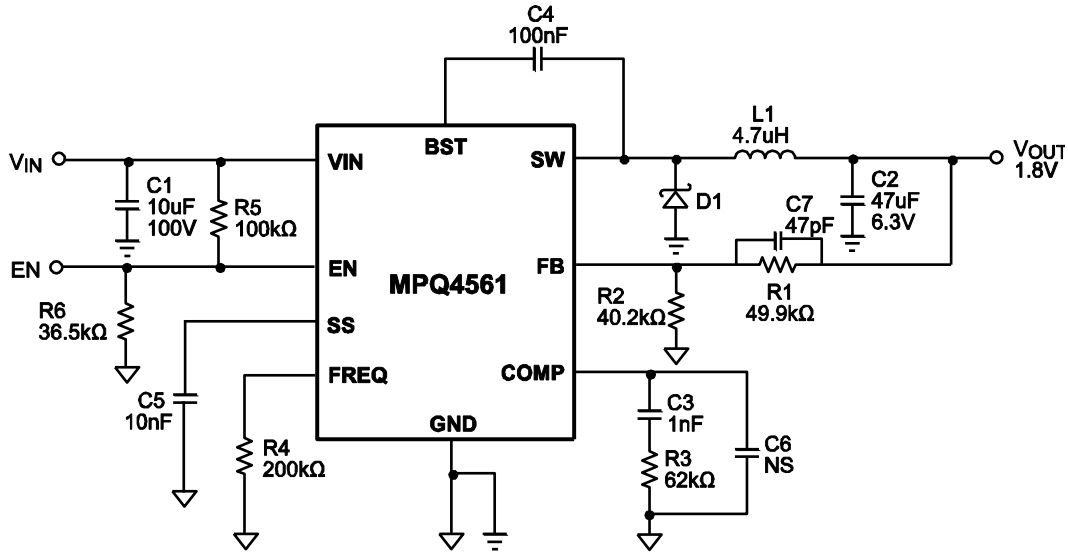 C4
100nF
L1
4.7uH
BST
VIN
VIN
SW
VOUT
1.8V
C1
10uF
100V
R5
100kΩ
D1
C2
47uF
6.3V
C7
47pF
EN
EN
MPQ4561
FB
R1
49.9kΩ
R2
40.2kΩ
R6
36.5kΩ
SS
FREQ
COMP
C5
10nF
GND
C3
1nF
R4
200kΩ
R3
62kΩ
C6
NS